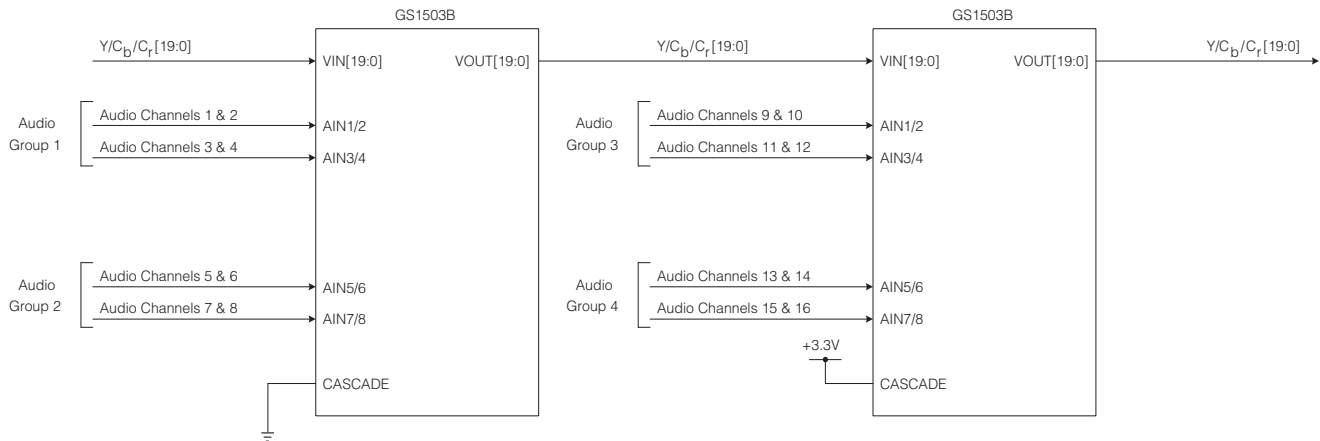 GS1503B
Y/Cb/Cr[19:0]
VIN[19:0]
VOUT[19:0]
Audio Group 1
Audio Channels 1 & 2
AIN1/2
Audio Channels 3 & 4
AIN3/4
Audio Group 2
Audio Channels 5 & 6
AIN5/6
Audio Channels 7 & 8
AIN7/8
CASCADE
GS1503B
Y/Cb/Cr[19:0]
VIN[19:0]
VOUT[19:0]
Y/Cb/Cr[19:0]
Audio Group 3
Audio Channels 9 & 10
AIN1/2
Audio Channels 11 & 12
AIN3/4
Audio Group 4
Audio Channels 13 & 14
AIN5/6
Audio Channels 15 & 16
AIN7/8
+3.3V
CASCADE